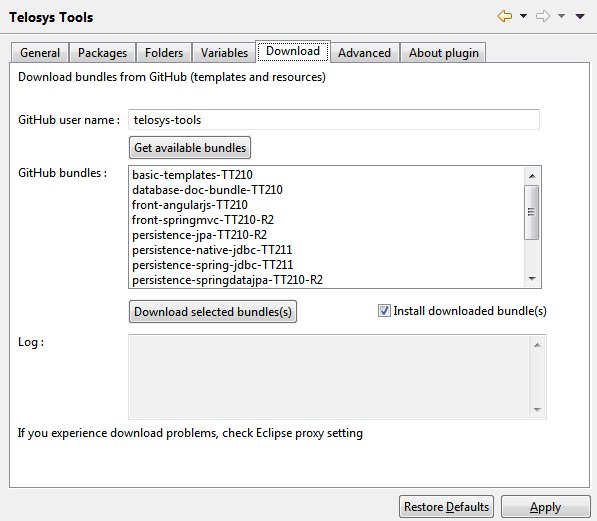 Telosys Tools
General Packages Folders Variables Download Advanced About plugin
Download bundles from GitHub (templates and resources)
GitHub user name : telosys-tools
Get available bundles
GitHub bundles :
basic-templates-TT210
database-doc-bundle-TT210
front-angularjs-TT210
front-springmvc-TT210-R2
persistence-jpa-TT210-R2
persistence-native-jdbc-TT211
persistence-spring-jdbc-TT211
persistence-springdatajpa-TT210-R2
Download selected bundles(s) Install downloaded bundle(s)
Log :
If you experience download problems, check Eclipse proxy setting
Restore Defaults Apply